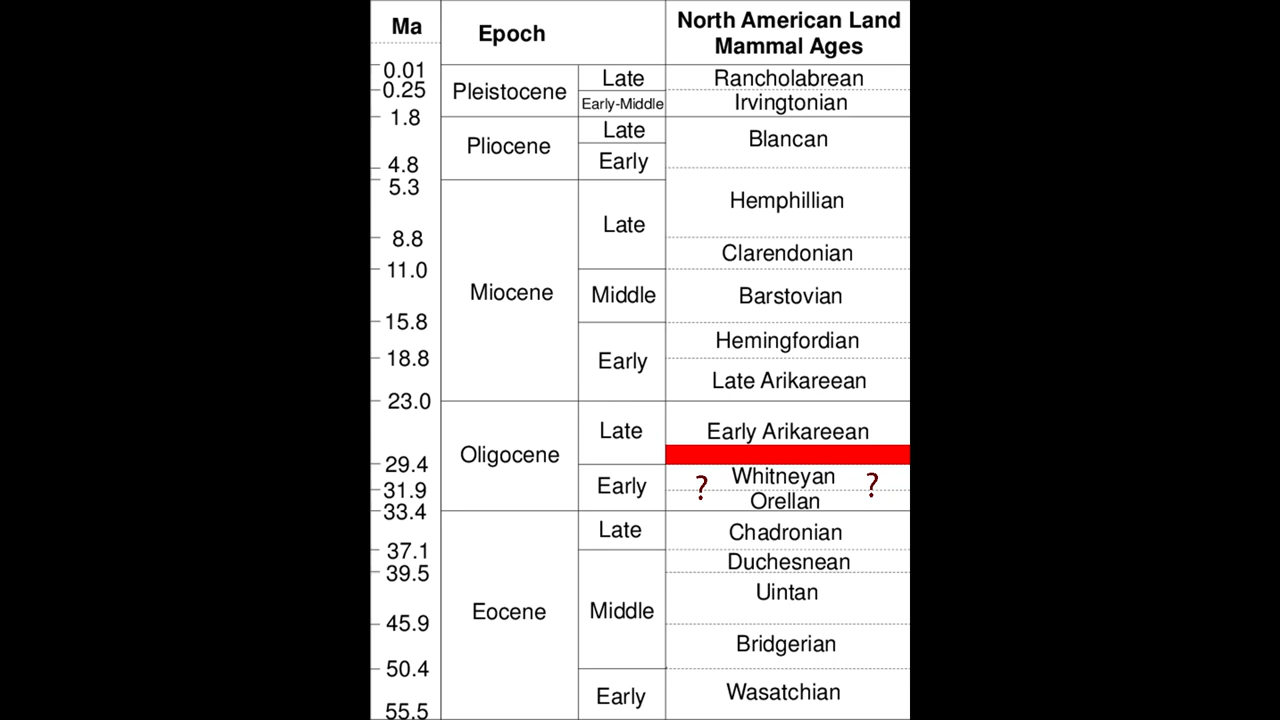 Ma
Epoch
North American Land
Mammal Ages
0.01
Pleistocene
Late
Rancholabrean
0.25
Early-Middle
Irvingtonian
1.8
Pliocene
Late
Blancan
Early
4.8
5.3
Miocene
Late
Hemphillian
8.8
Clarendonian
11.0
Middle
Barstovian
15.8
Early
Hemingfordian
18.8
Late Arikareean
23.0
Oligocene
Late
Early Arikareean
29.4
Early
? Whitneyan ?
31.9
Orellan
33.4
Eocene
Late
Chadronian
37.1
Middle
Duchesnean
39.5
Uintan
45.9
Bridgerian
50.4
Early
Wasatchian
55.5